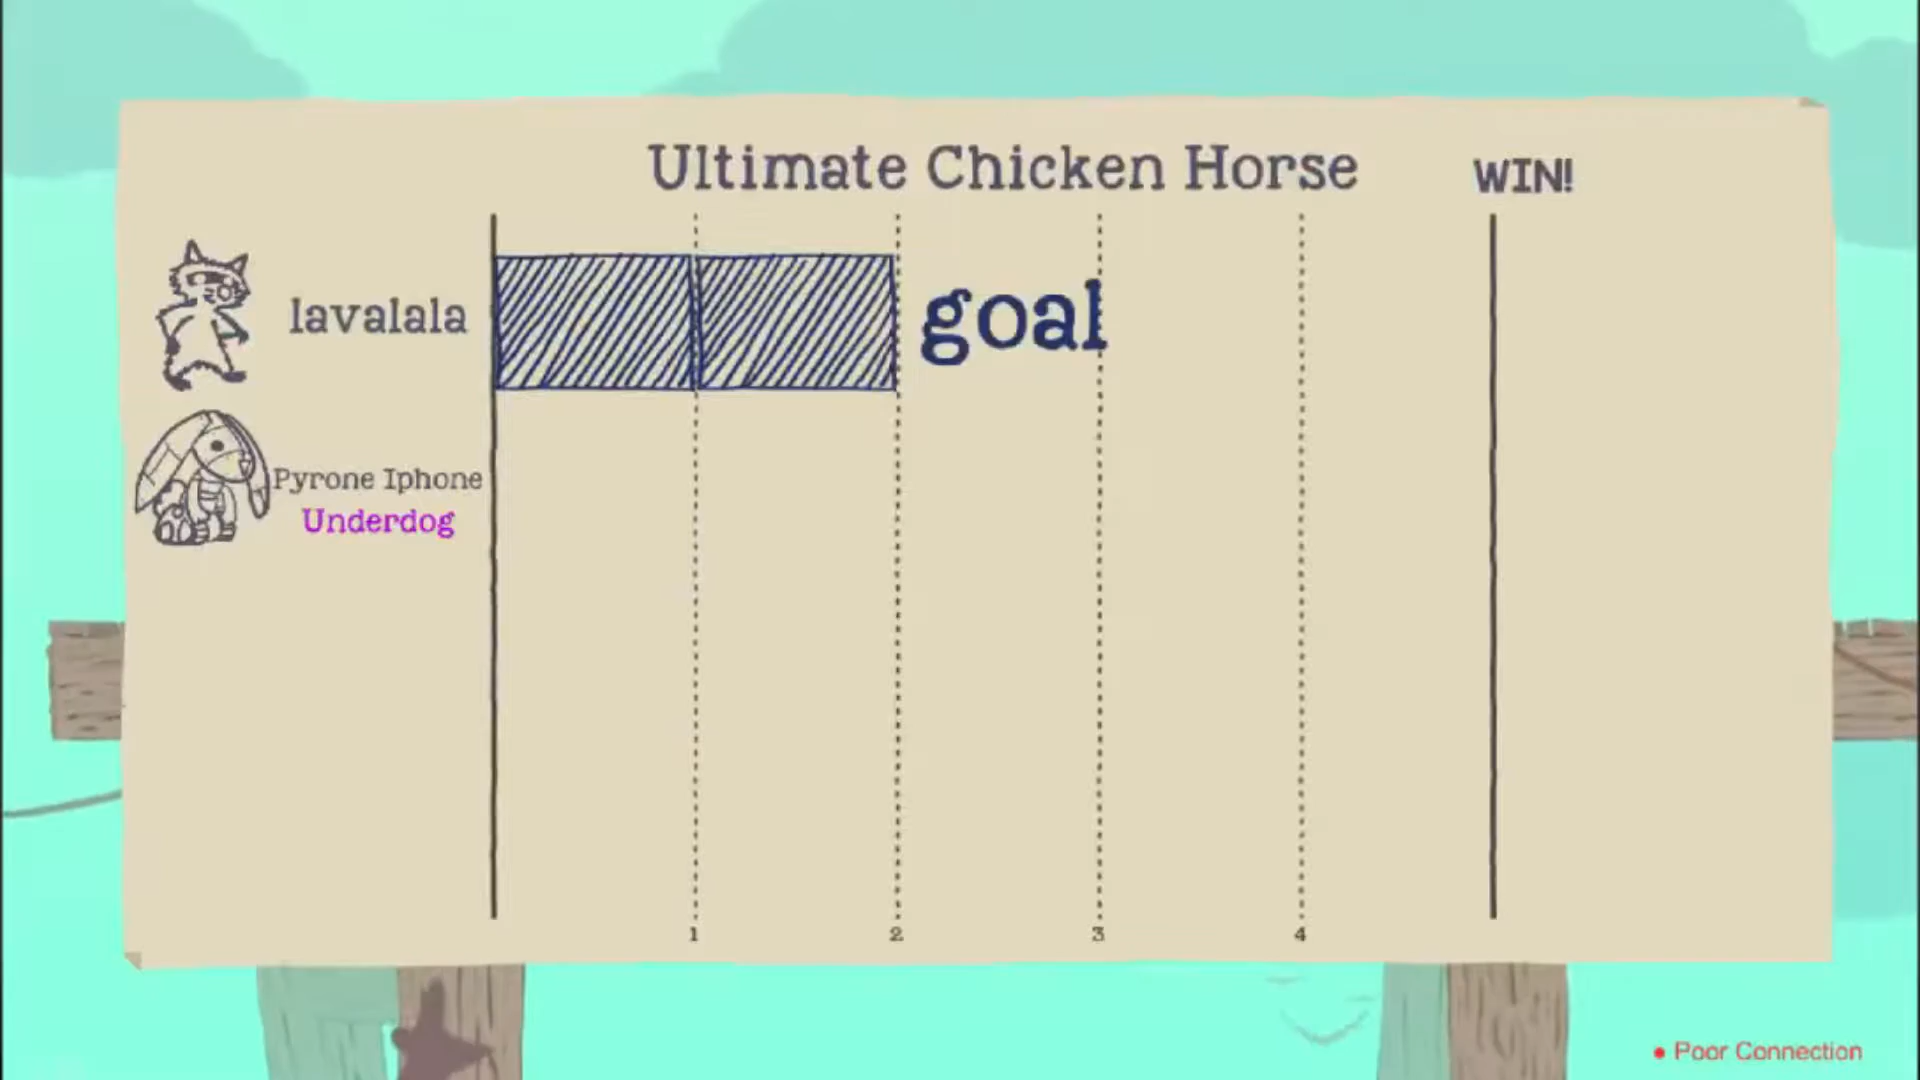 Ultimate Chicken Horse
WIN!
lavalala
goal
Pyrone Iphone
Underdog
1
2
3
4
Poor Connection